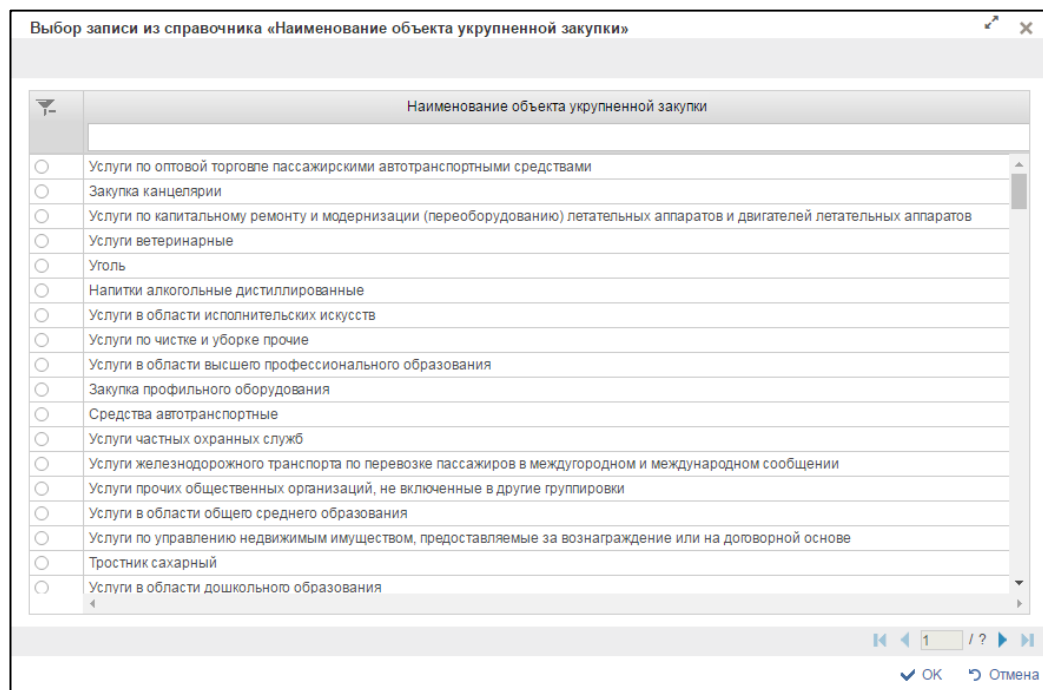 Выбор записи из справочника «Наименование объекта укрупненной закупки»
Наименование объекта укрупненной закупки
Услуги по оптовой торговле пассажирскими автотранспортными средствами
Закупка канцелярии
Услуги по капитальному ремонту и модернизации (переоборудованию) летательных аппаратов и двигателей летательных аппаратов
Услуги ветеринарные
Уголь
Напитки алкогольные дистиллированные
Услуги в области исполнительских искусств
Услуги по чистке и уборке прочие
Услуги в области высшего профессионального образования
Закупка профильного оборудования
Средства автотранспортные
Услуги частных охранных служб
Услуги железнодорожного транспорта по перевозке пассажиров в междугородном и международном сообщении
Услуги прочих общественных организаций, не включенные в другие группировки
Услуги в области общего среднего образования
Услуги по управлению недвижимым имуществом, предоставляемые за вознаграждение или на договорной основе
Тростник сахарный
Услуги в области дошкольного образования
1 / ?
OK Отмена